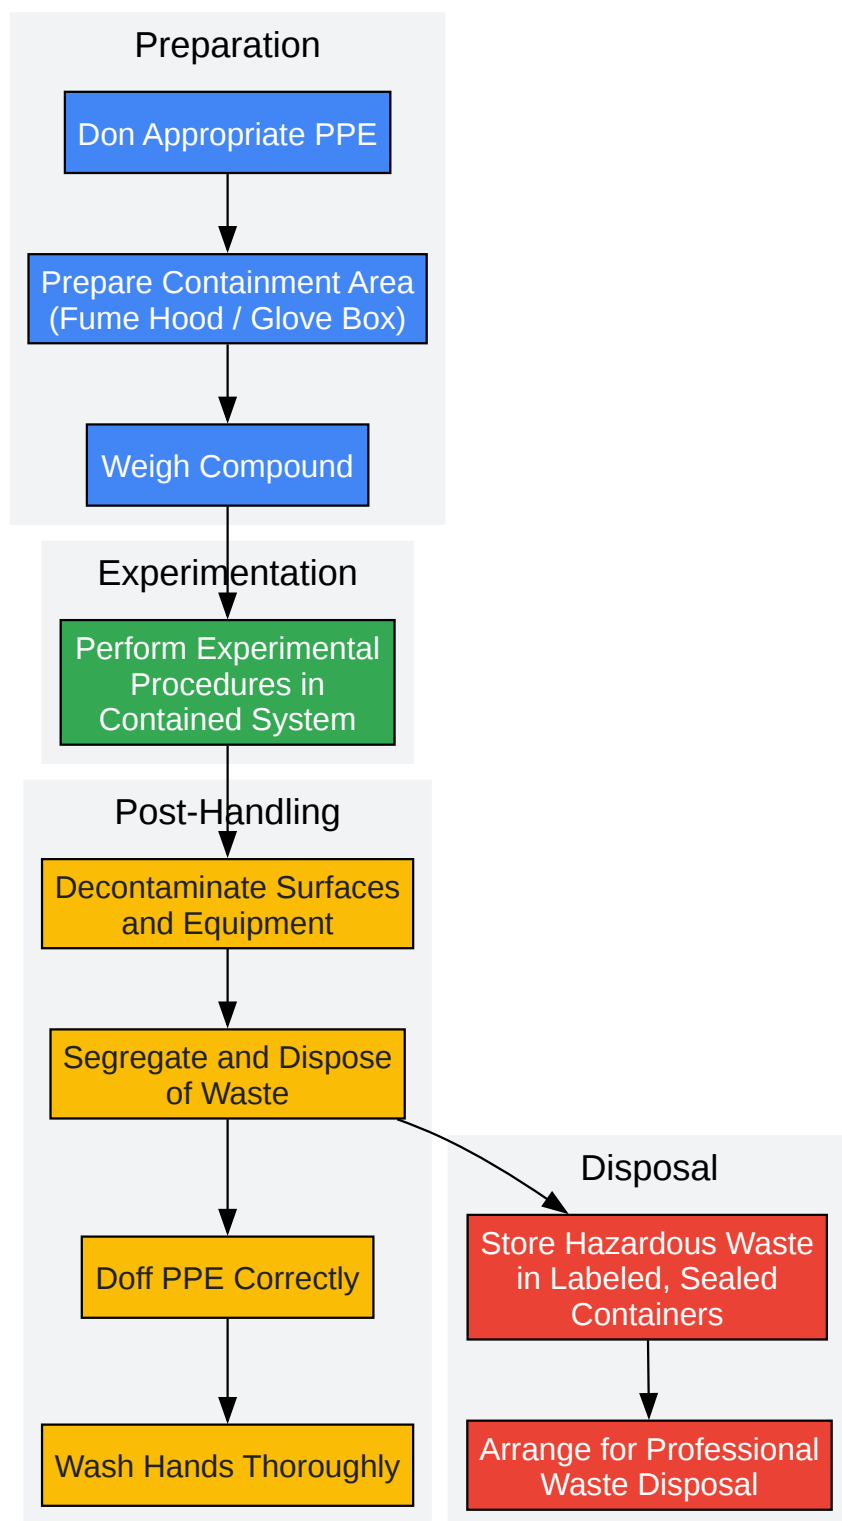 Preparation
Don Appropriate PPE
Prepare Containment Area
(Fume Hood / Glove Box)
Weigh Compound
Experimentation
Perform Experimental
Procedures in
Contained System
Post-Handling
Decontaminate Surfaces
and Equipment
Segregate and Dispose
of Waste
Doff PPE Correctly
Wash Hands Thoroughly
Disposal
Store Hazardous Waste
in Labeled, Sealed
Containers
Arrange for Professional
Waste Disposal